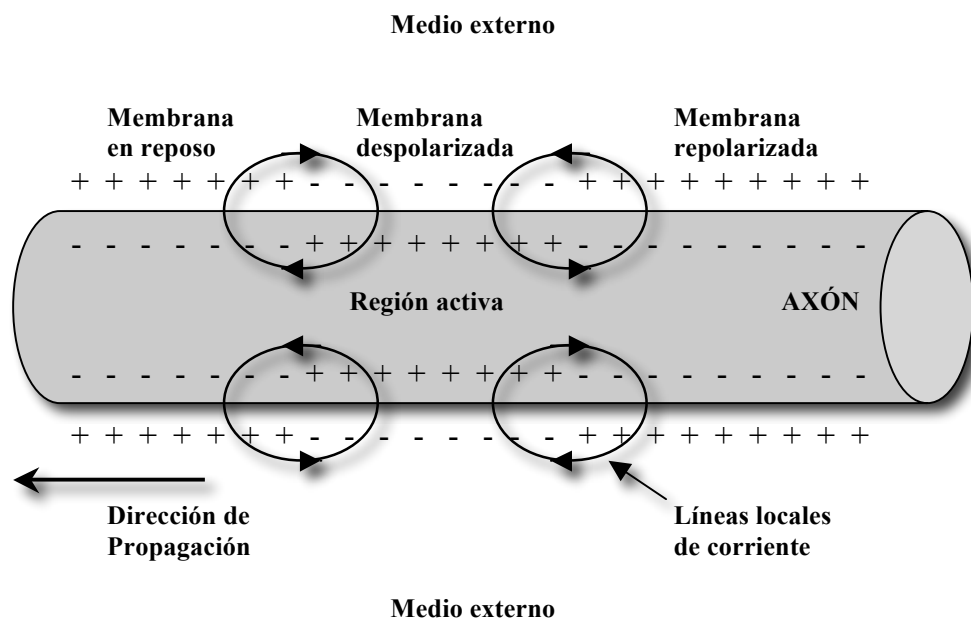 Medio externo
Membrana
en reposo
Membrana
despolarizada
Membrana
repolarizada
+ + + + + + + + - - - - - - - - + + + + + + + + +
- - - - - - - - + + + + + + + + - - - - - - - - - -
Región activa
AXÓN
- - - - - - - - + + + + + + + + - - - - - - - - - -
+ + + + + + + + - - - - - - - - + + + + + + + + +
Dirección de
Propagación
Líneas locales
de corriente
Medio externo